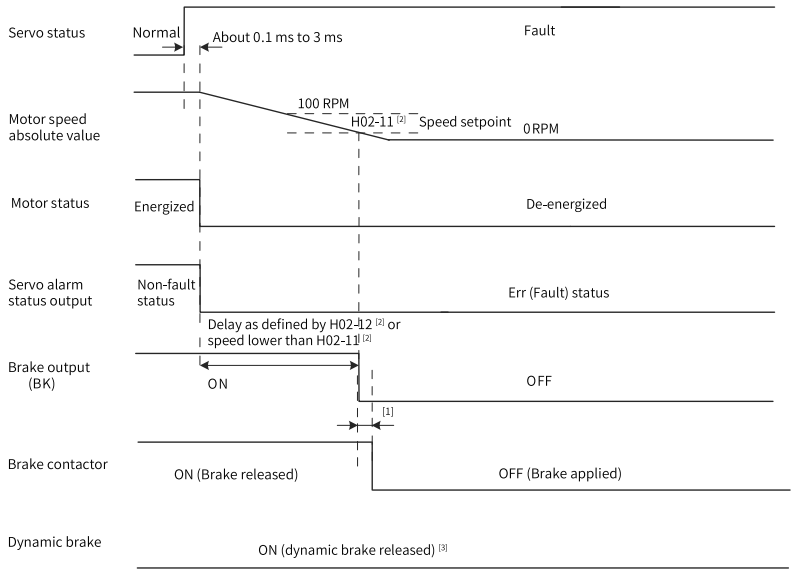 Servo status
Normal
About 0.1 ms to 3 ms
Fault
Motor speed
absolute value
100 RPM
H02-11 [2]
Speed setpoint
0 RPM
Motor status
Energized
De-energized
Servo alarm
status output
Non-fault
status
Err (Fault) status
Delay as defined by H02-12 [2] or
speed lower than H02-11 [2]
Brake output
(BK)
ON
OFF
[1]
Brake contactor
ON (Brake released)
OFF (Brake applied)
Dynamic brake
ON (dynamic brake released) [3]